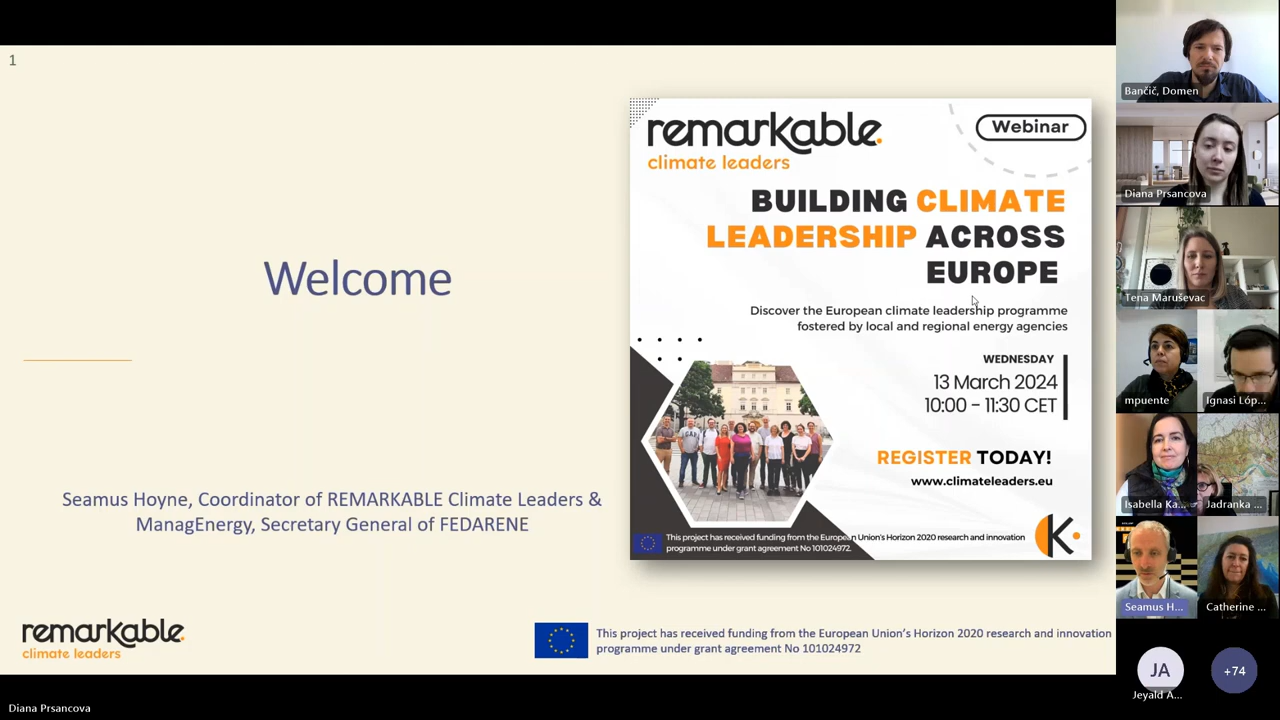 1
Welcome
Seamus Hoyne, Coordinator of REMARKABLE Climate Leaders &
ManagEnergy, Secretary General of FEDARENE
remarkable.
climate leaders
Webinar
BUILDING CLIMATE
LEADERSHIP ACROSS
EUROPE
Discover the European climate leadership programme
fostered by local and regional energy agencies
WEDNESDAY
13 March 2024
10:00 - 11:30 CET
REGISTER TODAY!
www.climateleaders.eu
This project has received funding from the European Union's Horizon 2020 research and innovation
programme under grant agreement No 101024972.
K
remarkable.
climate leaders
This project has received funding from the European Union's Horizon 2020 research and innovation
programme under grant agreement No 101024972
Diana Prsancova
Bančič, Domen
Diana Prsancova
Tena Maruševac
mpuente
Ignasi Lóp...
Isabella Ka...
Jadranka ...
Seamus H...
Catherine ...
JA
Jeyald A...
+74